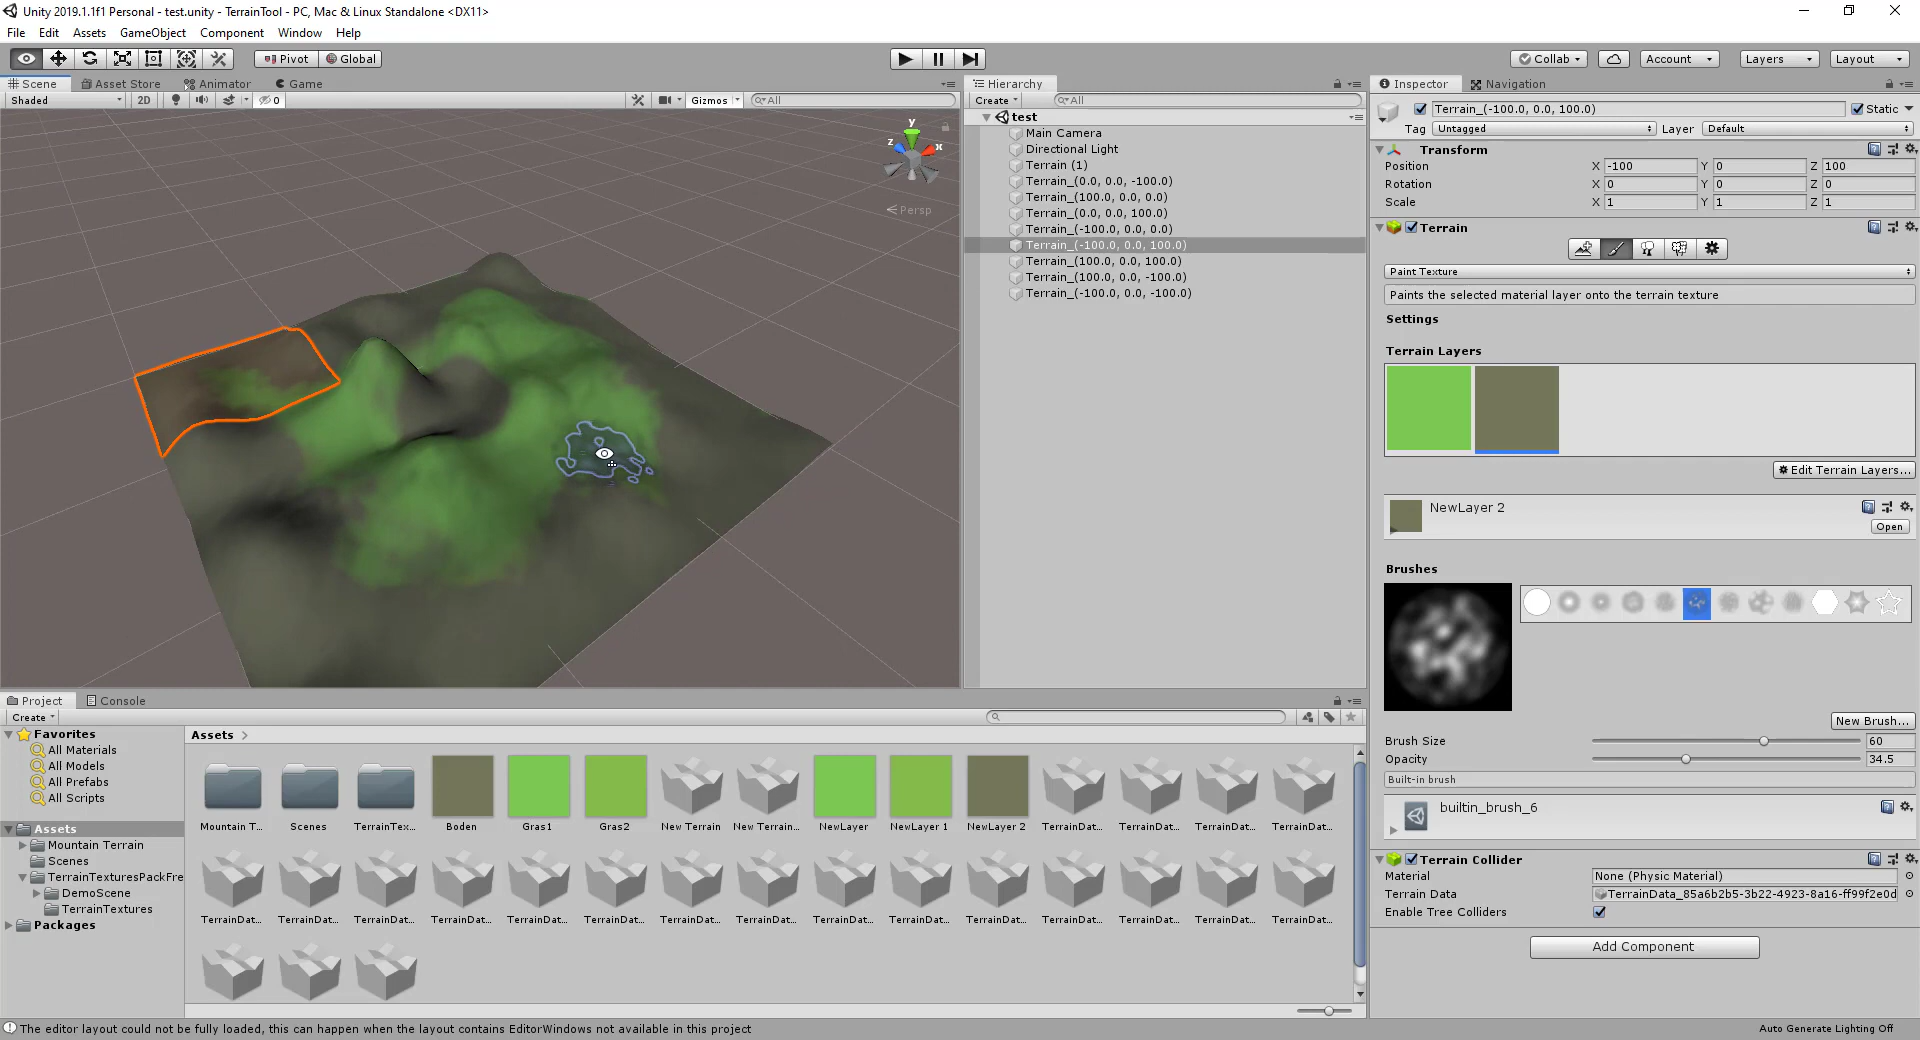 Unity 2019.1.1f1 Personal - test.unity - TerrainTool - PC, Mac & Linux Standalone <DX11>
File Edit Assets GameObject Component Window Help
Pivot Global Collab Account Layers Layout
Scene Asset Store Animator Game
Shaded 2D 0 Gizmos All
y
z x
Persp
Hierarchy
Create All
test
Main Camera
Directional Light
Terrain (1)
Terrain_(0.0, 0.0, -100.0)
Terrain_(100.0, 0.0, 0.0)
Terrain_(0.0, 0.0, 100.0)
Terrain_(-100.0, 0.0, 0.0)
Terrain_(-100.0, 0.0, 100.0)
Terrain_(100.0, 0.0, 100.0)
Terrain_(100.0, 0.0, -100.0)
Terrain_(-100.0, 0.0, -100.0)
Inspector Navigation
Terrain_(-100.0, 0.0, 100.0) Static
Tag Untagged Layer Default
Transform
Position X -100 Y 0 Z 100
Rotation X 0 Y 0 Z 0
Scale X 1 Y 1 Z 1
Terrain
Paint Texture
Paints the selected material layer onto the terrain texture
Settings
Terrain Layers
Edit Terrain Layers...
NewLayer 2
Open
Brushes
New Brush...
Brush Size 60
Opacity 34.5
Built-in brush
builtin_brush_6
Terrain Collider
Material None (Physic Material)
Terrain Data TerrainData_85a6b2b5-3b22-4923-8a16-ff99f2e0d
Enable Tree Colliders
Add Component
Project Console
Create
Favorites
All Materials
All Models
All Prefabs
All Scripts
Assets
Mountain Terrain
Scenes
TerrainTexturesPackFre
DemoScene
TerrainTextures
Packages
Assets
Mountain T... Scenes TerrainTex... Boden Gras1 Gras2 New Terrain New Terrain... NewLayer NewLayer 1 NewLayer 2 TerrainDat... TerrainDat... TerrainDat... TerrainDat...
TerrainDat... TerrainDat... TerrainDat... TerrainDat... TerrainDat... TerrainDat... TerrainDat... TerrainDat... TerrainDat... TerrainDat... TerrainDat... TerrainDat... TerrainDat... TerrainDat... TerrainDat...
The editor layout could not be fully loaded, this can happen when the layout contains EditorWindows not available in this project
Auto Generate Lighting Off